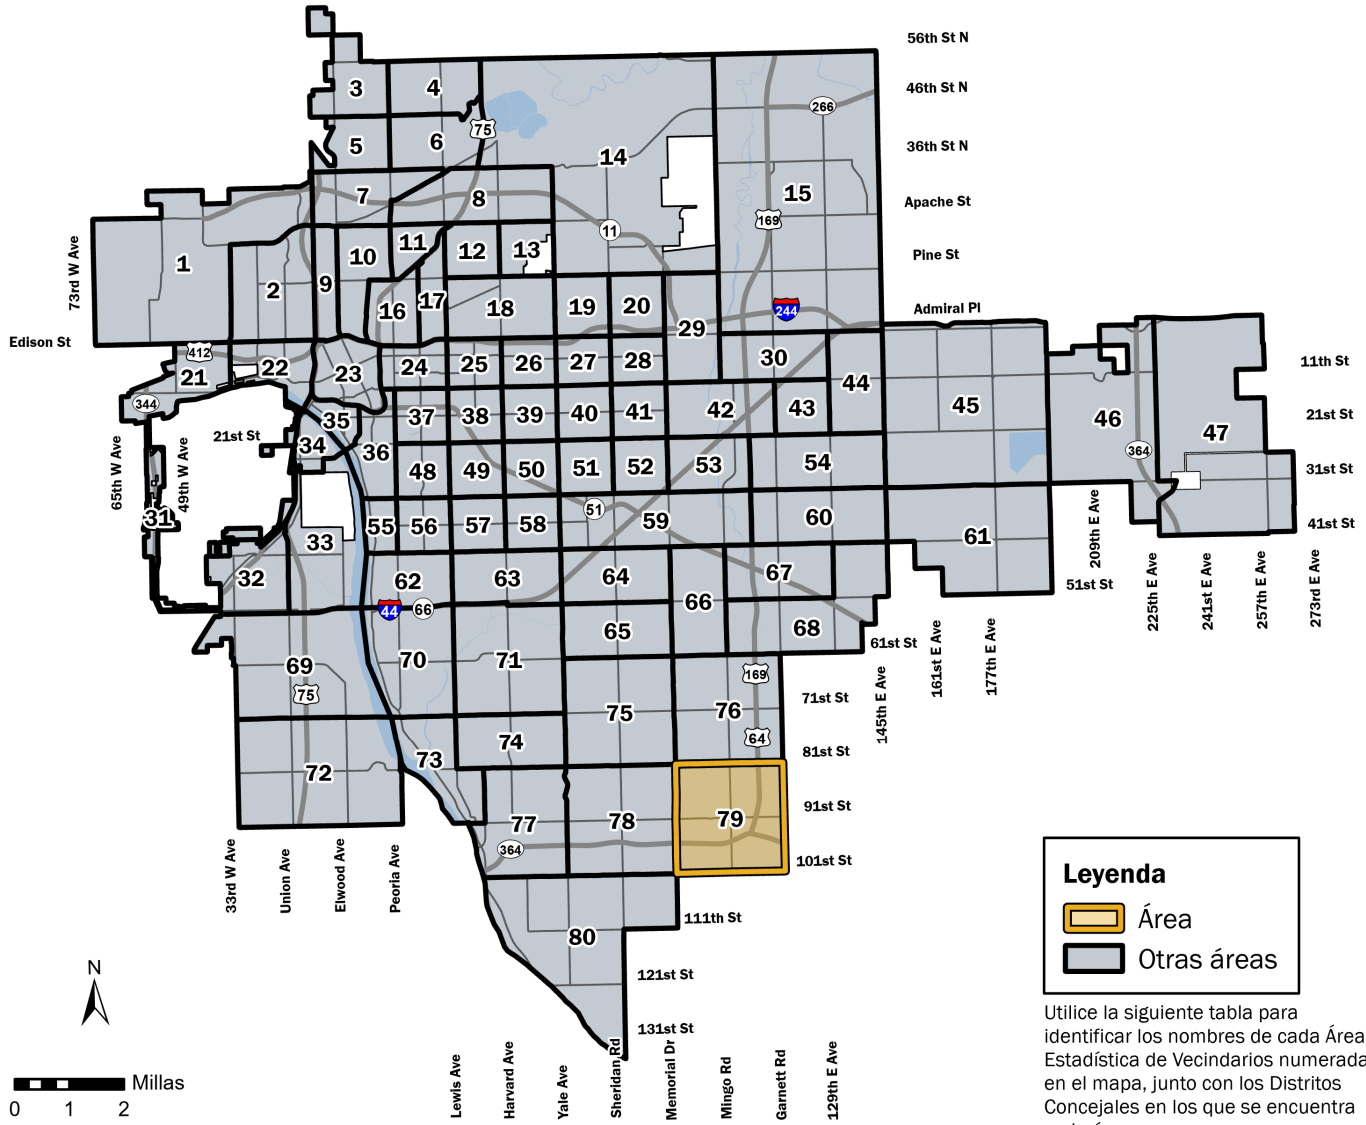 56th St N
46th St N
36th St N
Apache St
Pine St
Admiral Pl
11th St
21st St
31st St
41st St
51st St
61st St
71st St
81st St
91st St
101st St
111th St
121st St
131st St
Edison St
21st St
73rd W Ave
65th W Ave
49th W Ave
33rd W Ave
Union Ave
Elwood Ave
Peoria Ave
Lewis Ave
Harvard Ave
Yale Ave
Sheridan Rd
Memorial Dr
Mingo Rd
Garnett Rd
129th E Ave
145th E Ave
161st E Ave
177th E Ave
209th E Ave
225th E Ave
241st E Ave
257th E Ave
273rd E Ave
1
2
3
4
5
6
7
8
9
10
11
12
13
14
15
16
17
18
19
20
21
22
23
24
25
26
27
28
29
30
31
32
33
34
35
36
37
38
39
40
41
42
43
44
45
46
47
48
49
50
51
52
53
54
55
56
57
58
59
60
61
62
63
64
65
66
67
68
69
70
71
72
73
74
75
76
77
78
79
80
75
266
169
11
244
412
344
364
51
44
66
75
169
64
364
N
Millas
0 1 2
Leyenda
Área
Otras áreas
Utilice la siguiente tabla para
identificar los nombres de cada Área
Estadística de Vecindarios numerada
en el mapa, junto con los Distritos
Concejales en los que se encuentra